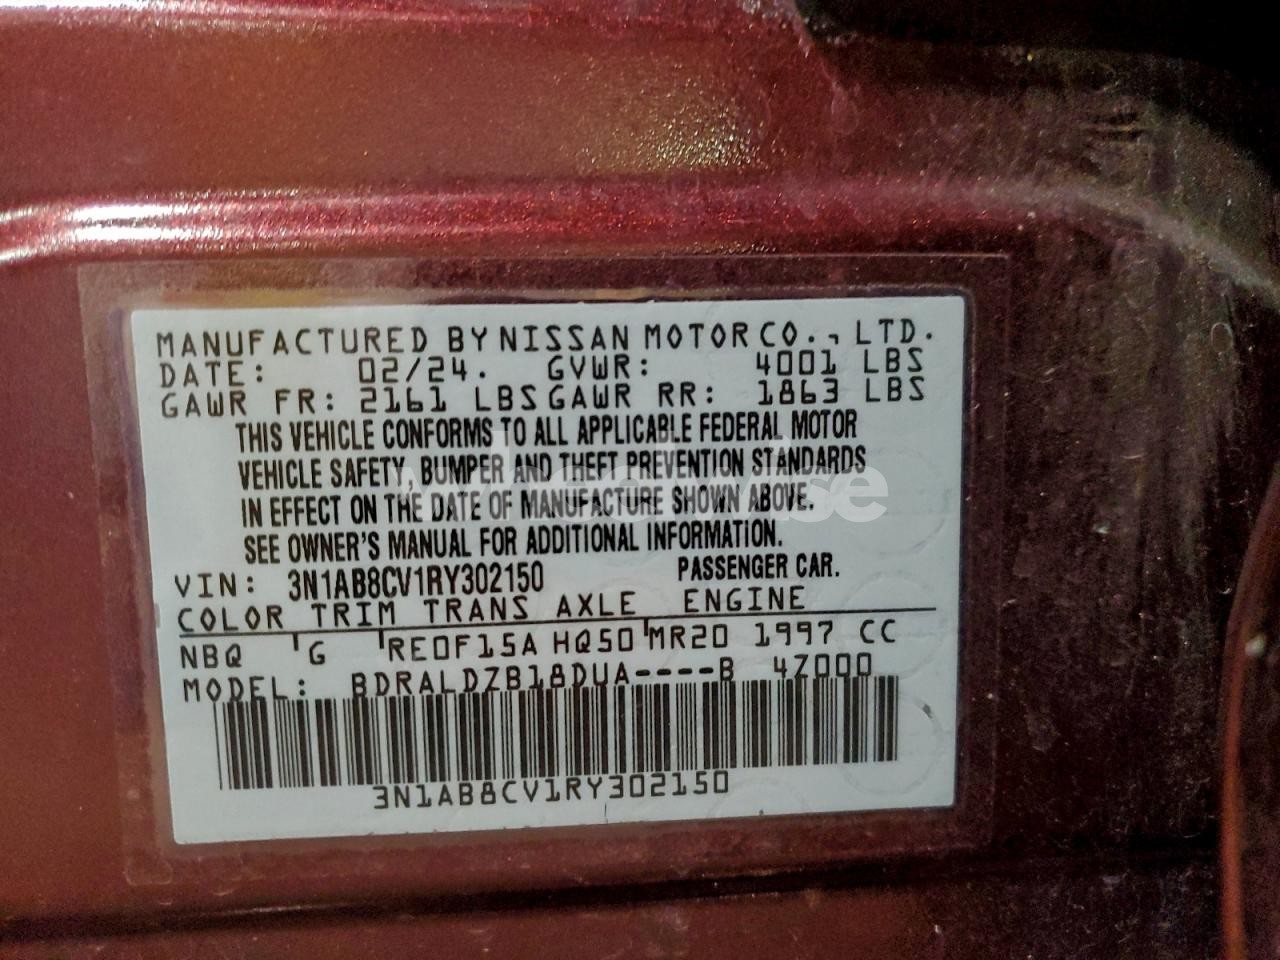 MANUFACTURED BY NISSAN MOTOR CO., LTD.
DATE: 02/24. GVWR: 4001 LBS
GAWR FR: 2161 LBS GAWR RR: 1863 LBS
THIS VEHICLE CONFORMS TO ALL APPLICABLE FEDERAL MOTOR
VEHICLE SAFETY, BUMPER AND THEFT PREVENTION STANDARDS
IN EFFECT ON THE DATE OF MANUFACTURE SHOWN ABOVE.
SEE OWNER'S MANUAL FOR ADDITIONAL INFORMATION.
VIN: 3N1AB8CV1RY302150 PASSENGER CAR.
COLOR TRIM TRANS AXLE ENGINE
NBQ G RE0F15A HQ50 MR20 1997 CC
MODEL: BDRALDZB18DUA----B 4Z000
3N1AB8CV1RY302150